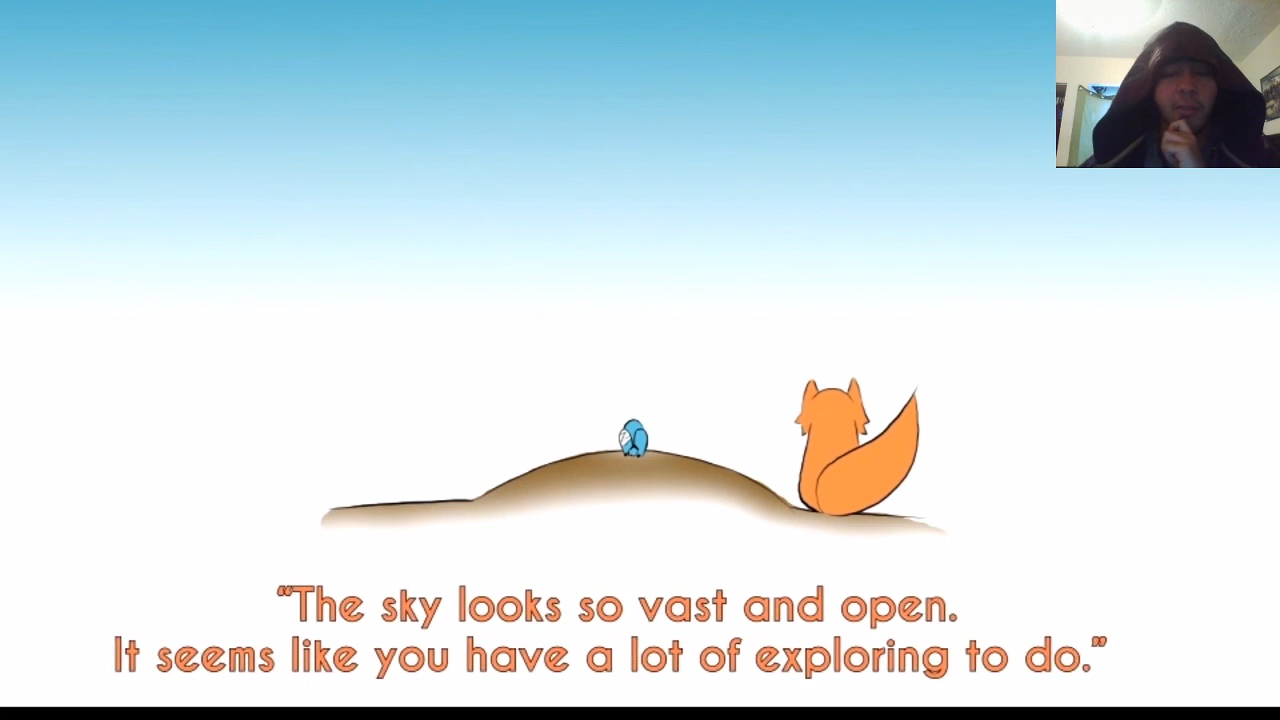 “The sky looks so vast and open.
It seems like you have a lot of exploring to do.”